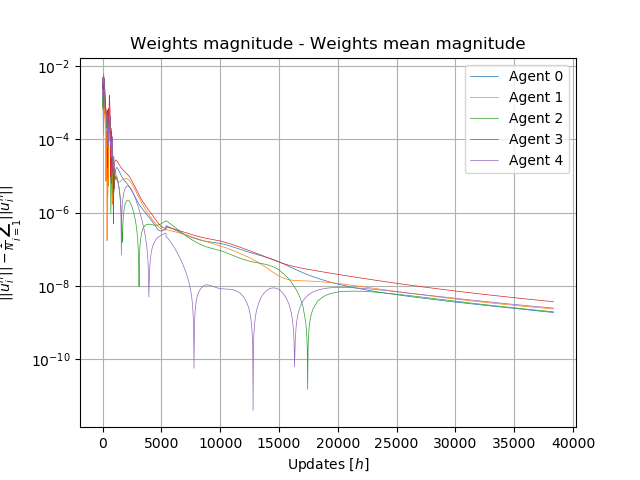 Weights magnitude - Weights mean magnitude
10⁻²
10⁻⁴
10⁻⁶
10⁻⁸
10⁻¹⁰
Agent 0
Agent 1
Agent 2
Agent 3
Agent 4
0 5000 10000 15000 20000 25000 30000 35000 40000
Updates [h]